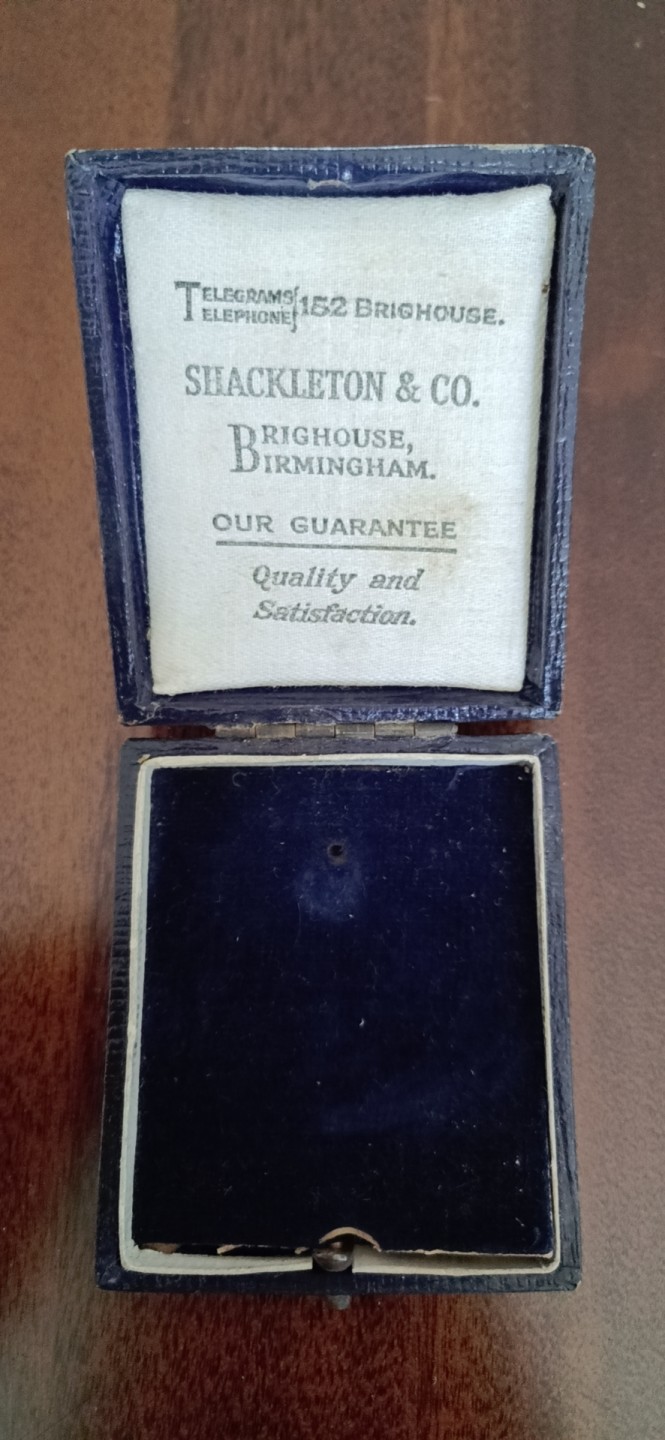 TELEGRAMS
TELEPHONE } 152 BRIGHOUSE.
SHACKLETON & CO.
BRIGHOUSE,
BIRMINGHAM.
OUR GUARANTEE
Quality and
Satisfaction.